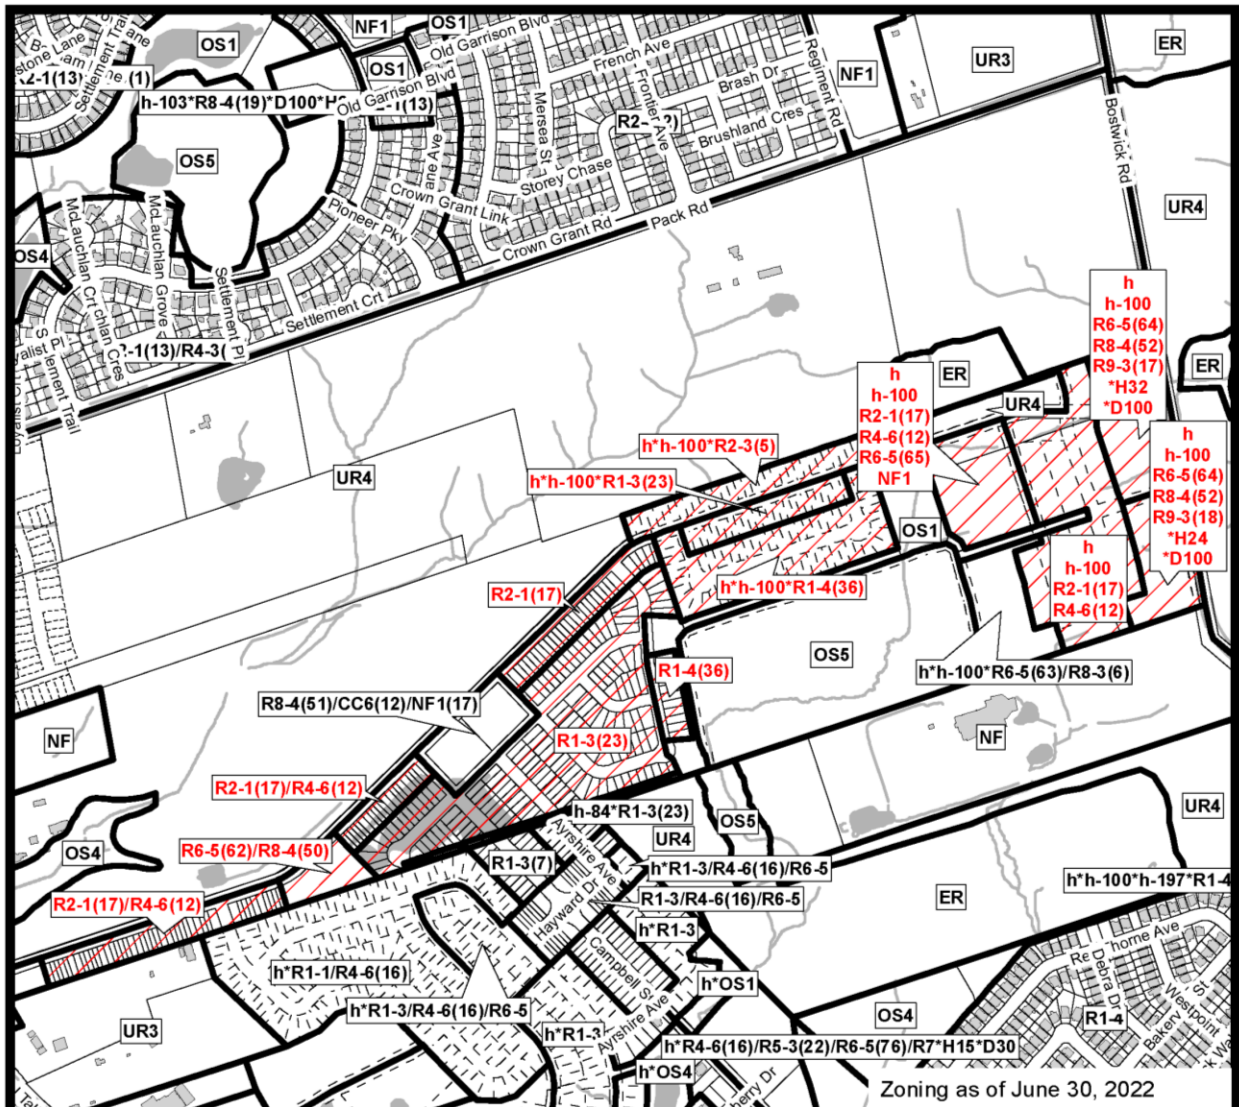 NF1
OS1
ER
OS1
Old Garrison Blvd
French Ave
UR3
OS1
NF1
Settlement Trail
Brash Dr
Regiment Rd
h-103*R8-4(19)*D100*H
Old Garrison Blvd
-1(13)
Mersea St
Frontier Ave
Brushland Cres
Bostwick Rd
OS5
Storey Chase
UR4
Crown Grant Link
McLauchlan Crt
McLauchlan Grove
Pioneer Pky
Crown Grant Rd
Pack Rd
OS4
Settlement Pl
Settlement Crt
2-1(13)/R4-3(
Settlement Trail
ER
ER
UR4
h
h-100
R6-5(64)
R8-4(52)
R9-3(17)
*H32
*D100
h
h-100
R2-1(17)
R4-6(12)
R6-5(65)
NF1
h*h-100*R2-3(5)
h*h-100*R1-3(23)
UR4
h
h-100
R6-5(64)
R8-4(52)
R9-3(18)
*H24
*D100
OS1
h
h-100
R2-1(17)
R4-6(12)
h*h-100*R1-4(36)
R2-1(17)
OS5
R1-4(36)
h*h-100*R6-5(63)/R8-3(6)
R8-4(51)/CC6(12)/NF1(17)
NF
R1-3(23)
NF
R2-1(17)/R4-6(12)
h-84*R1-3(23)
OS5
UR4
UR4
OS4
R6-5(62)/R8-4(50)
Ayrshire Ave
R1-3(7)
h*R1-3/R4-6(16)/R6-5
h*h-100*h-197*R1-4
R2-1(17)/R4-6(12)
Hayward Dr
R1-3/R4-6(16)/R6-5
ER
h*R1-3
h*R1-1/R4-6(16)
Campbell St
h*OS1
Debra Dr
Westpoint
Bakery
h*R1-3/R4-6(16)/R6-5
UR3
h*R1-3
Ayrshire Ave
OS4
R1-4
h*R4-6(16)/R5-3(22)/R6-5(76)/R7*H15*D30
h*OS4
Zoning as of June 30, 2022